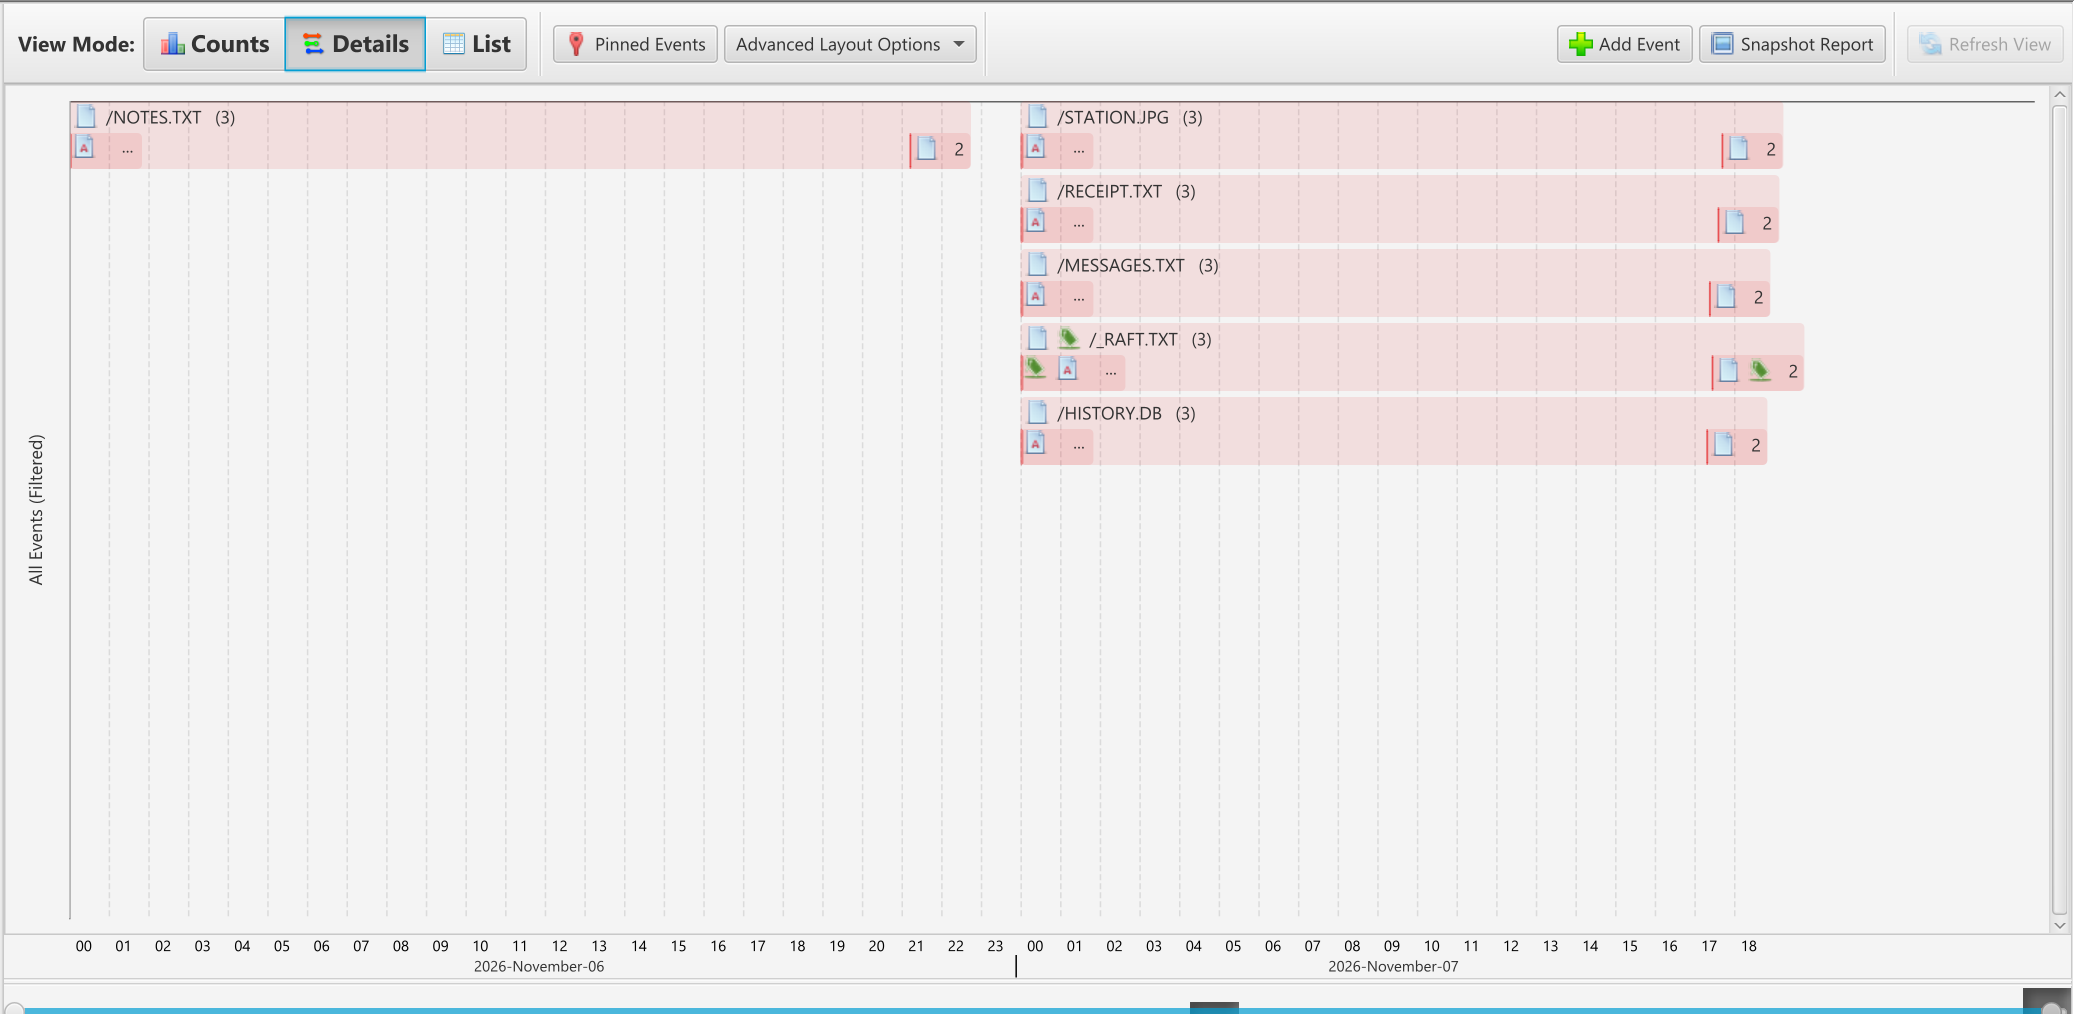 View Mode: Counts Details List Pinned Events Advanced Layout Options Add Event Snapshot Report Refresh View
/NOTES.TXT (3)
A ... 2
/STATION.JPG (3)
A ... 2
/RECEIPT.TXT (3)
A ... 2
/MESSAGES.TXT (3)
A ... 2
/_RAFT.TXT (3)
A ... 2
/HISTORY.DB (3)
A ... 2
All Events (Filtered)
00 01 02 03 04 05 06 07 08 09 10 11 12 13 14 15 16 17 18 19 20 21 22 23 00 01 02 03 04 05 06 07 08 09 10 11 12 13 14 15 16 17 18
2026-November-06 2026-November-07